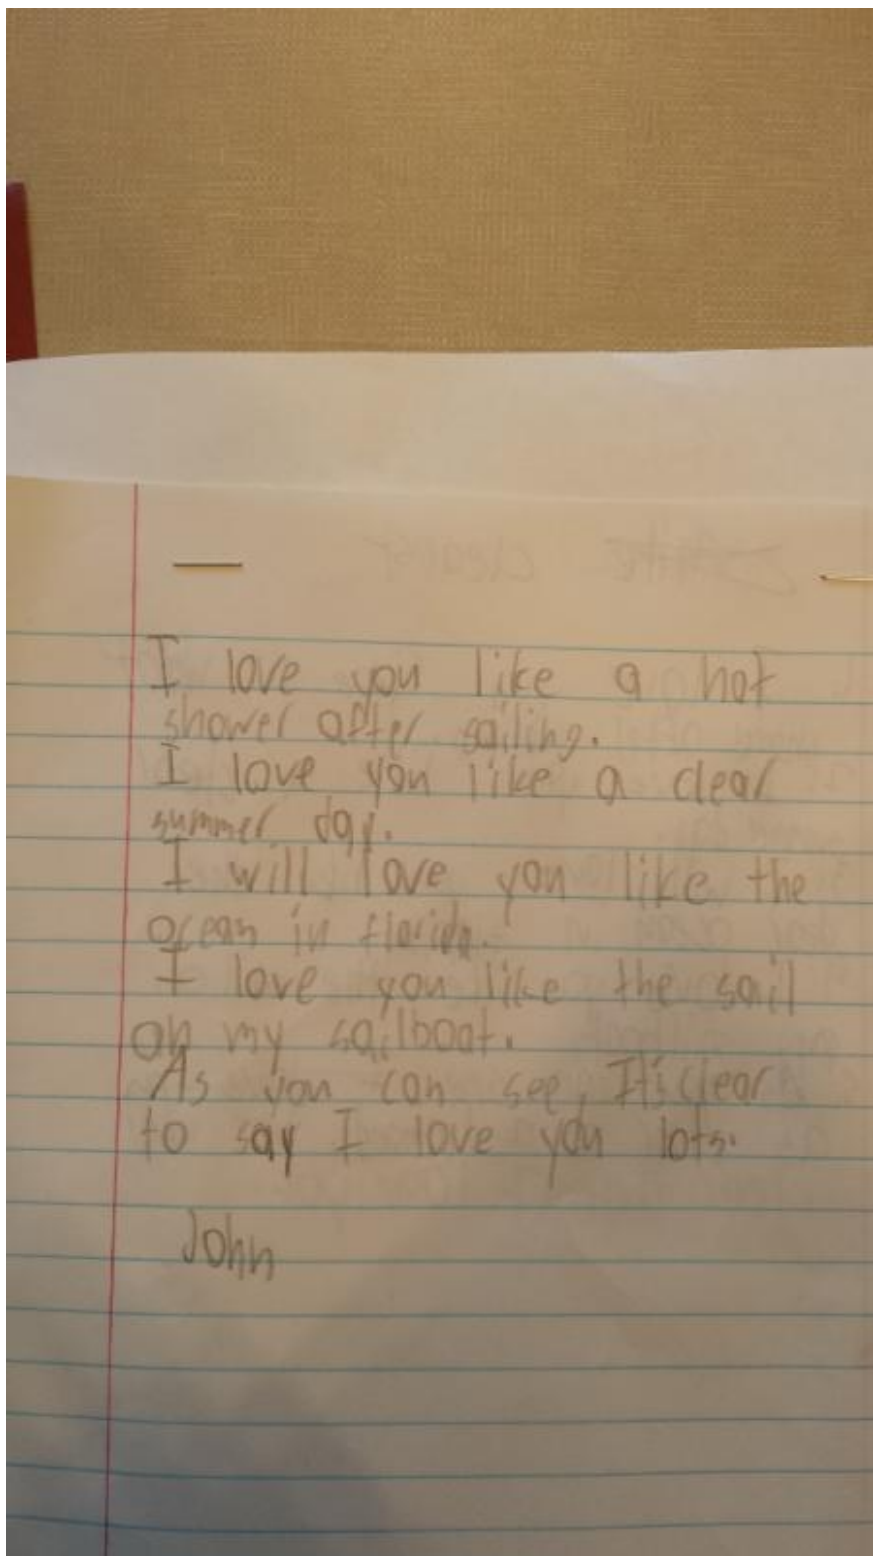 I love you like a hot
shower after sailing.
I love you like a clear
summer day.
I will love you like the
ocean in florida.
I love you like the sail
on my sailboat.
As you can see, It's clear
to say I love you lots.
John